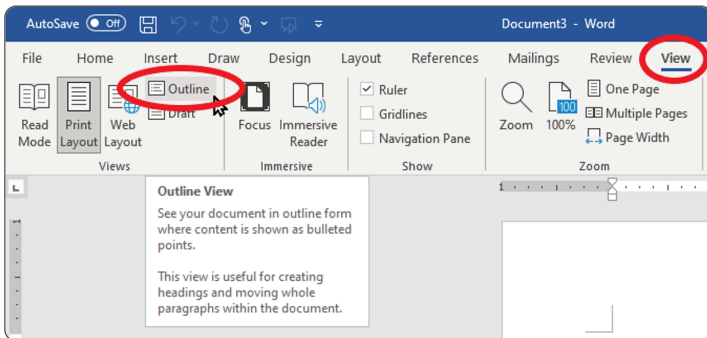 AutoSave Off Document3 - Word
File Home Insert Draw Design Layout References Mailings Review View
Read Mode
Print Layout
Web Layout
Outline
Draft
Views
Focus
Immersive Reader
Immersive
Ruler
Gridlines
Navigation Pane
Show
Zoom
100
100%
One Page
Multiple Pages
Page Width
Zoom
L
1
1
Outline View
See your document in outline form
where content is shown as bulleted
points.
This view is useful for creating
headings and moving whole
paragraphs within the document.